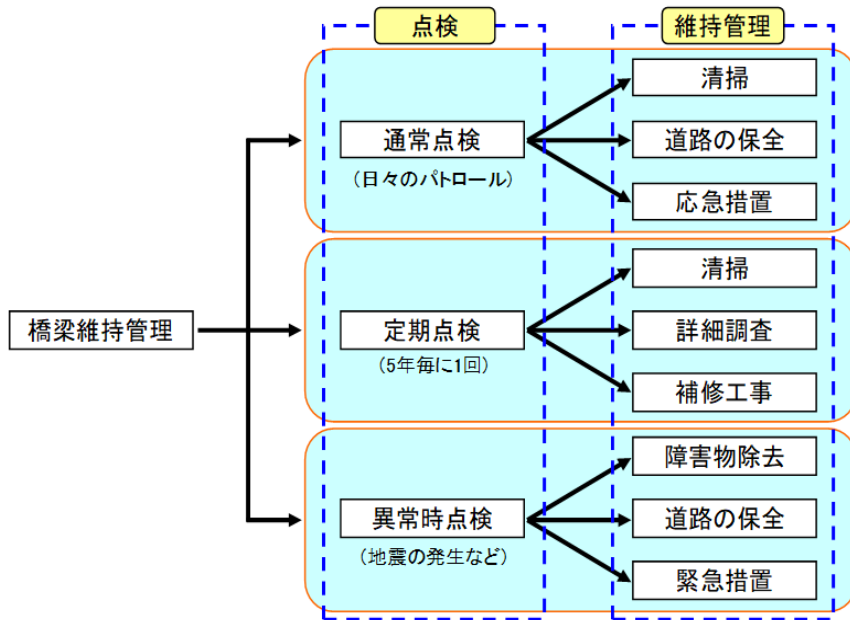 点検
維持管理
橋梁維持管理
通常点検
(日々のパトロール)
清掃
道路の保全
応急措置
定期点検
(5年毎に1回)
清掃
詳細調査
補修工事
異常時点検
(地震の発生など)
障害物除去
道路の保全
緊急措置